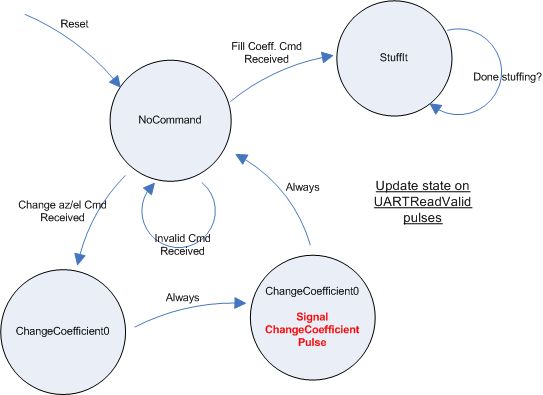 Reset
Fill Coeff. Cmd
Received
StuffIt
Done stuffing?
NoCommand
Change az/el Cmd
Received
Invalid Cmd
Received
Always
Update state on
UARTReadValid
pulses
ChangeCoefficient0
Always
ChangeCoefficient0
Signal
ChangeCoefficient
Pulse